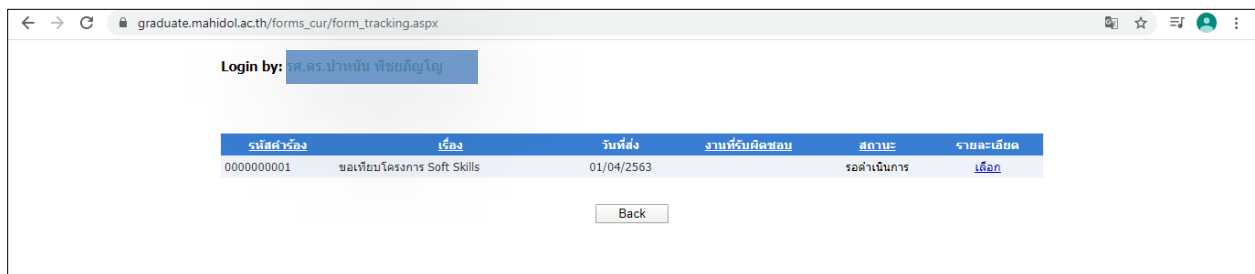 graduate.mahidol.ac.th/forms_cur/form_tracking.aspx
Login by: รศ.ดร.ปาหนัน พิชยภิญโญ
รหัสคำร้อง เรื่อง วันที่ส่ง งานที่รับผิดชอบ สถานะ รายละเอียด
0000000001 ขอเทียบโครงการ Soft Skills 01/04/2563 รอดำเนินการ เลือก
Back